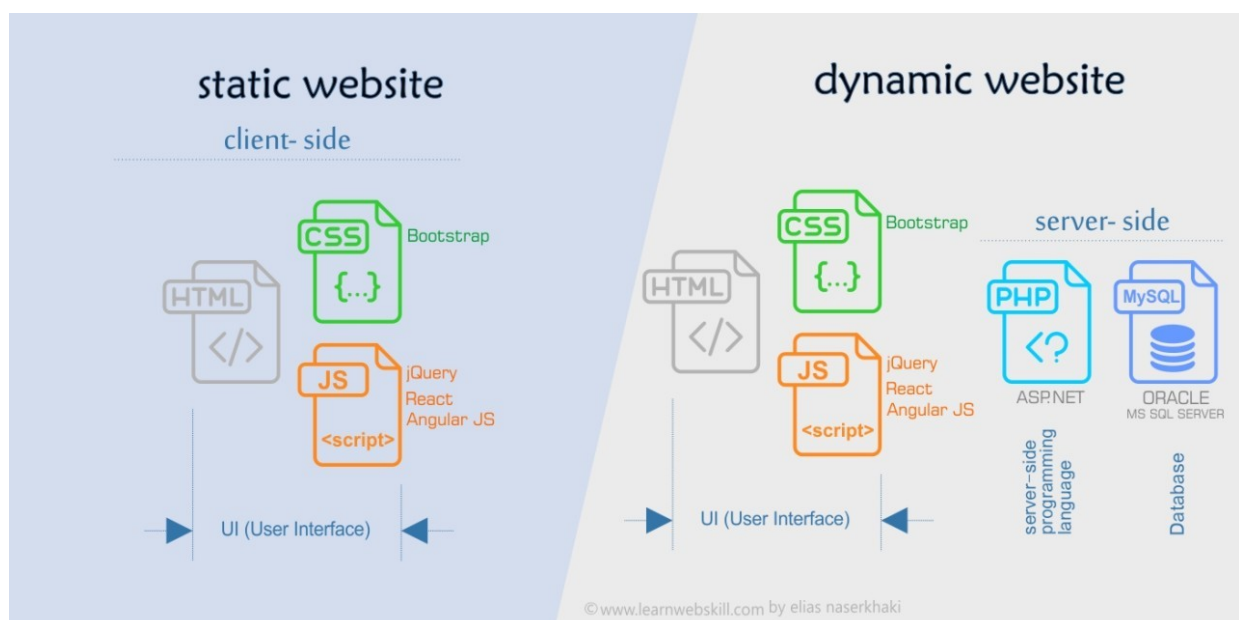 static website
client- side
CSS
Bootstrap
{...}
HTML
</>
JS
jQuery
React
Angular JS
<script>
UI (User Interface)
dynamic website
CSS
Bootstrap
{...}
HTML
</>
JS
jQuery
React
Angular JS
<script>
UI (User Interface)
server- side
PHP
<?
ASP.NET
server-side
programming
language
MySQL
ORACLE
MS SQL SERVER
Database
© www.learnwebskill.com by elias naserkhaki